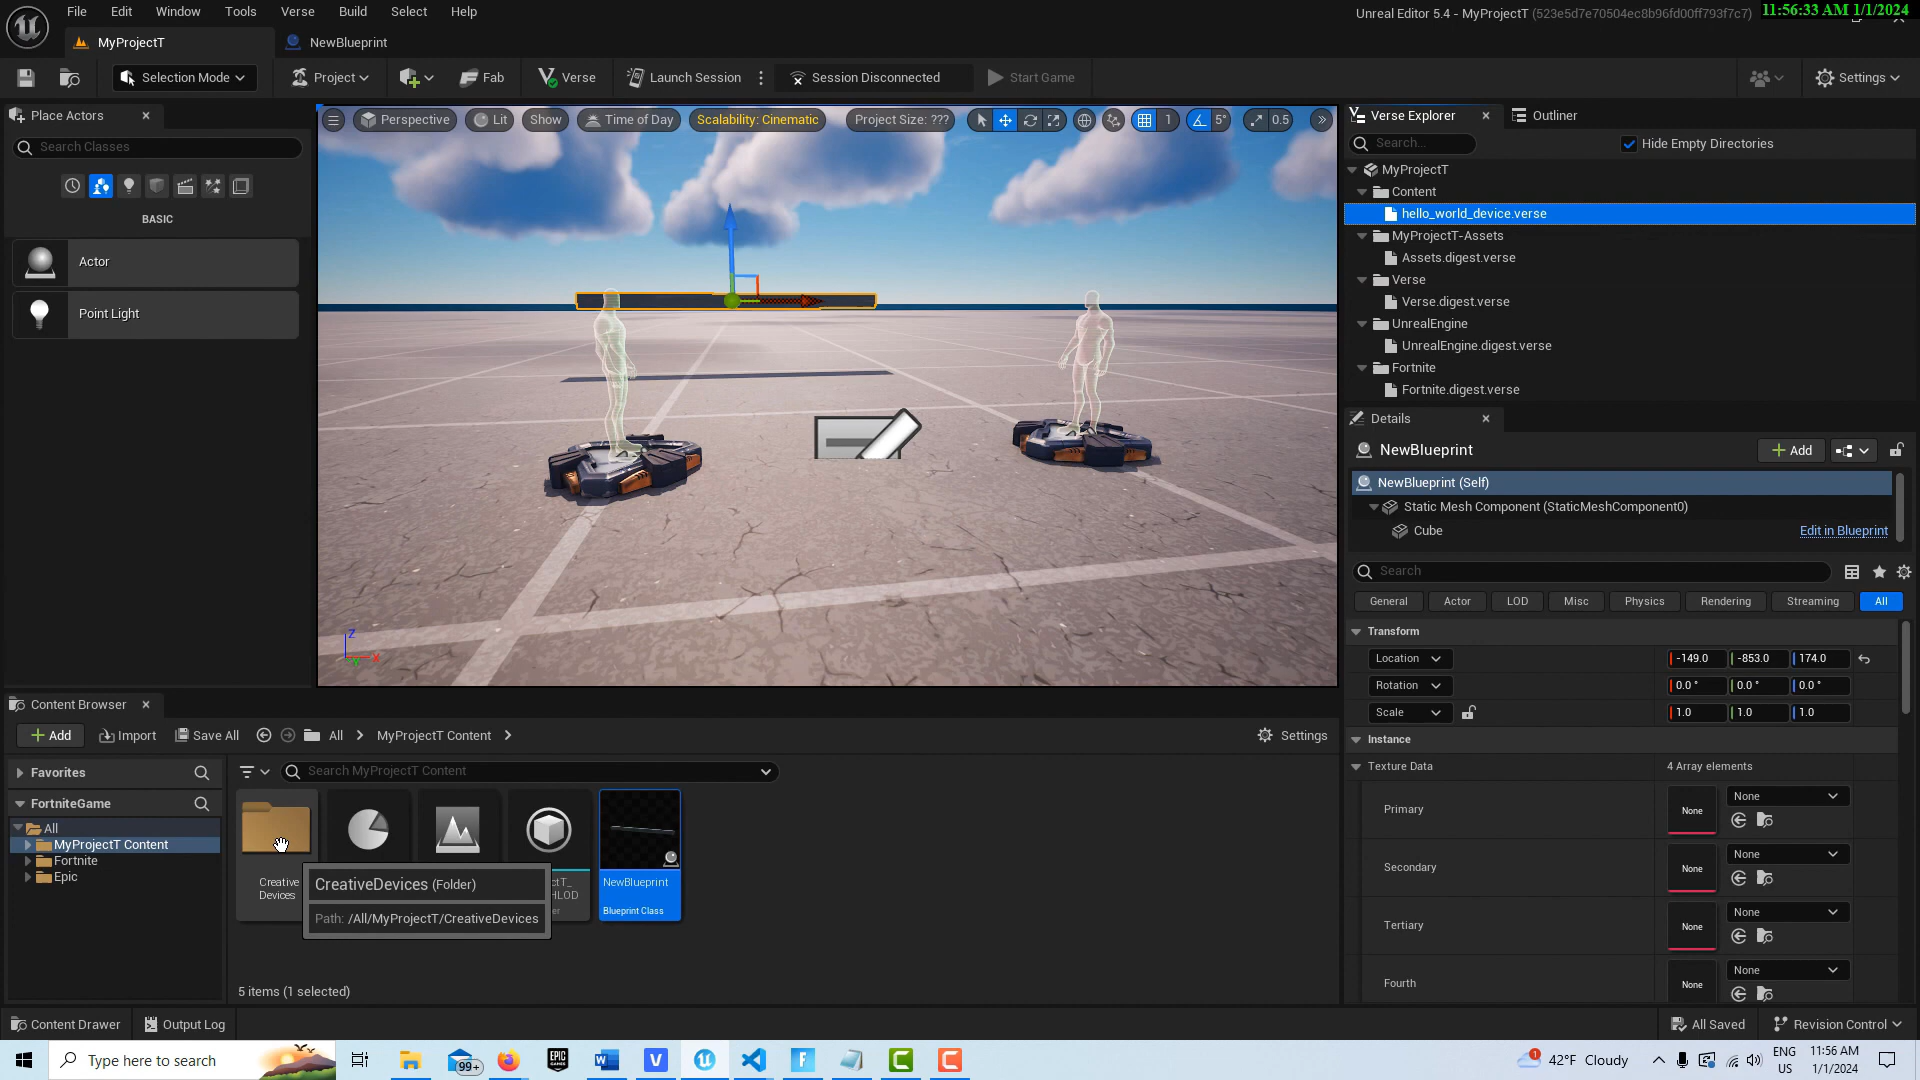 File Edit Window Tools Verse Build Select Help
Unreal Editor 5.4 - MyProjectT (523e5d7e70504ec8b96fd00ff793f7c7)
11:56:33 AM 1/1/2024
MyProjectT
NewBlueprint
Selection Mode
Project
Fab
Verse
Launch Session
Session Disconnected
Start Game
Settings
Place Actors
Search Classes
BASIC
Actor
Point Light
Perspective
Lit
Show
Time of Day
Scalability: Cinematic
Project Size: ???
1
5°
0.5
Z
X
Verse Explorer
Outliner
Search...
Hide Empty Directories
MyProjectT
Content
hello_world_device.verse
MyProjectT-Assets
Assets.digest.verse
Verse
Verse.digest.verse
UnrealEngine
UnrealEngine.digest.verse
Fortnite
Fortnite.digest.verse
Details
NewBlueprint
Add
NewBlueprint (Self)
Static Mesh Component (StaticMeshComponent0)
Cube
Edit in Blueprint
Search
General Actor LOD Misc Physics Rendering Streaming All
Transform
Location -149.0 -853.0 174.0
Rotation 0.0° 0.0° 0.0°
Scale 1.0 1.0 1.0
Instance
Texture Data 4 Array elements
Primary None None
Secondary None None
Tertiary None None
Fourth None None
Content Browser
Add Import Save All All MyProjectT Content Settings
Favorites
Search MyProjectT Content
FortniteGame
All
MyProjectT Content
Fortnite
Epic
Creative
Devices
CreativeDevices (Folder)
Path: /All/MyProjectT/CreativeDevices
NewBlueprint
Blueprint Class
5 items (1 selected)
Content Drawer
Output Log
All Saved
Revision Control
Type here to search
99+
42°F Cloudy
ENG
US
11:56 AM
1/1/2024